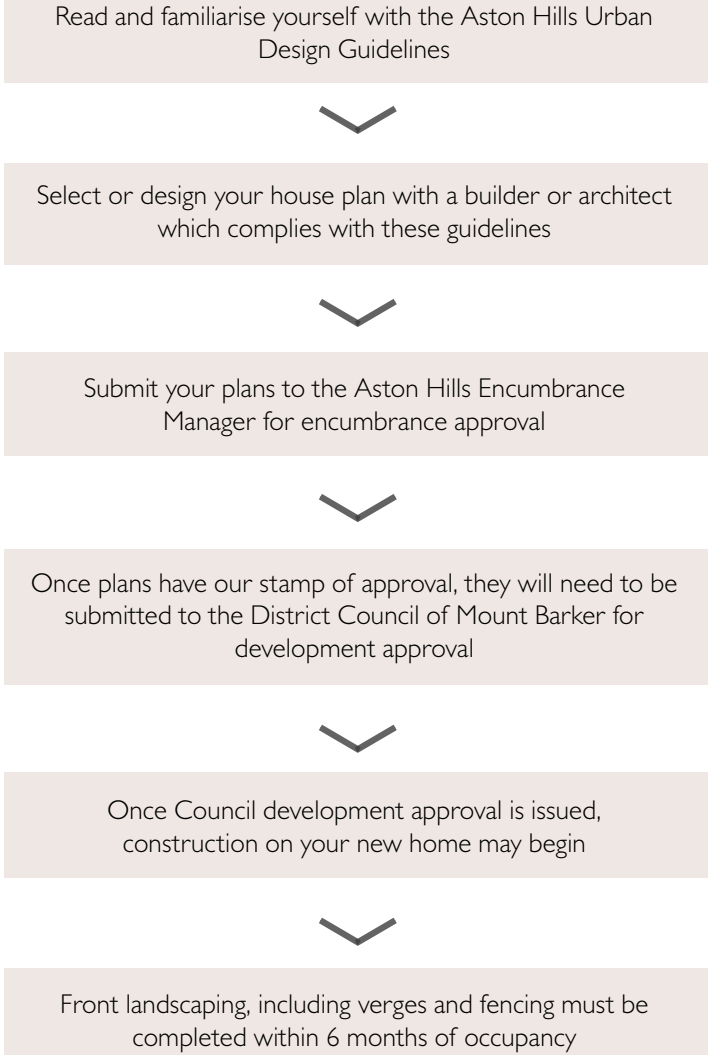 Read and familiarise yourself with the Aston Hills Urban
Design Guidelines
Select or design your house plan with a builder or architect
which complies with these guidelines
Submit your plans to the Aston Hills Encumbrance
Manager for encumbrance approval
Once plans have our stamp of approval, they will need to be
submitted to the District Council of Mount Barker for
development approval
Once Council development approval is issued,
construction on your new home may begin
Front landscaping, including verges and fencing must be
completed within 6 months of occupancy